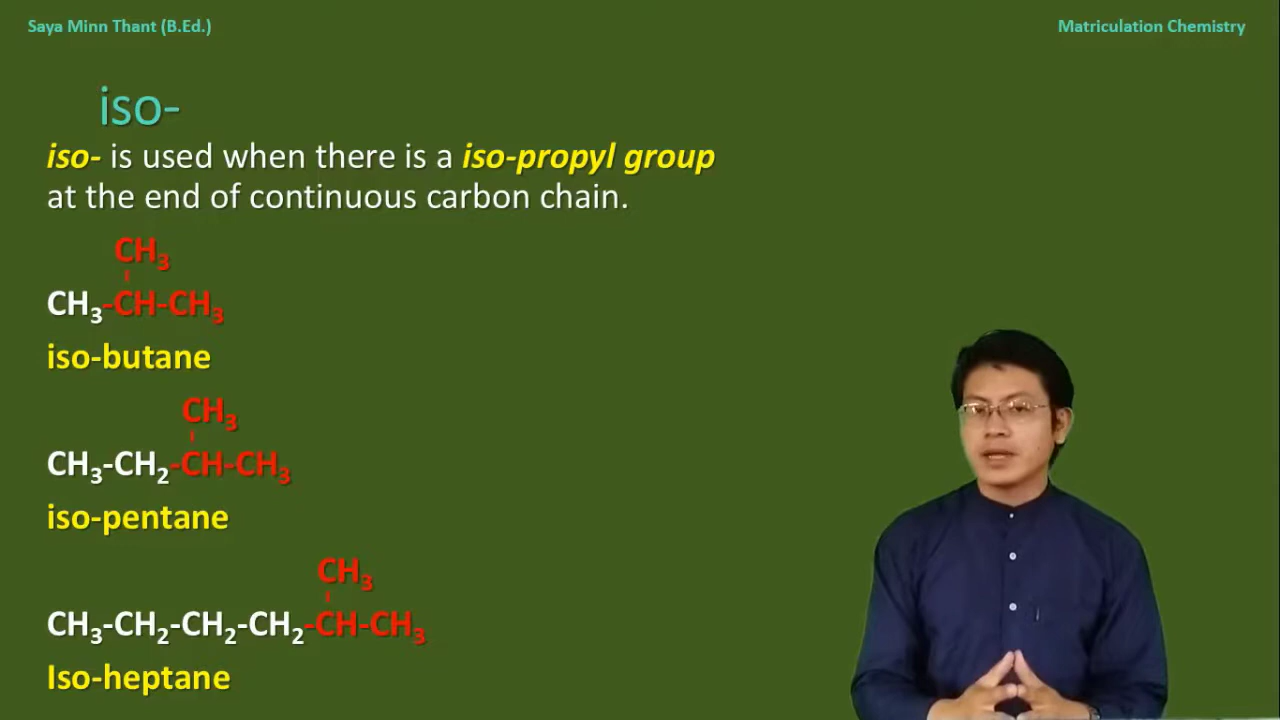 Saya Minn Thant (B.Ed.)
Matriculation Chemistry
iso-
iso- is used when there is a iso-propyl group
at the end of continuous carbon chain.
CH₃
CH₃-CH-CH₃
iso-butane
CH₃
CH₃-CH₂-CH-CH₃
iso-pentane
CH₃
CH₃-CH₂-CH₂-CH₂-CH-CH₃
Iso-heptane